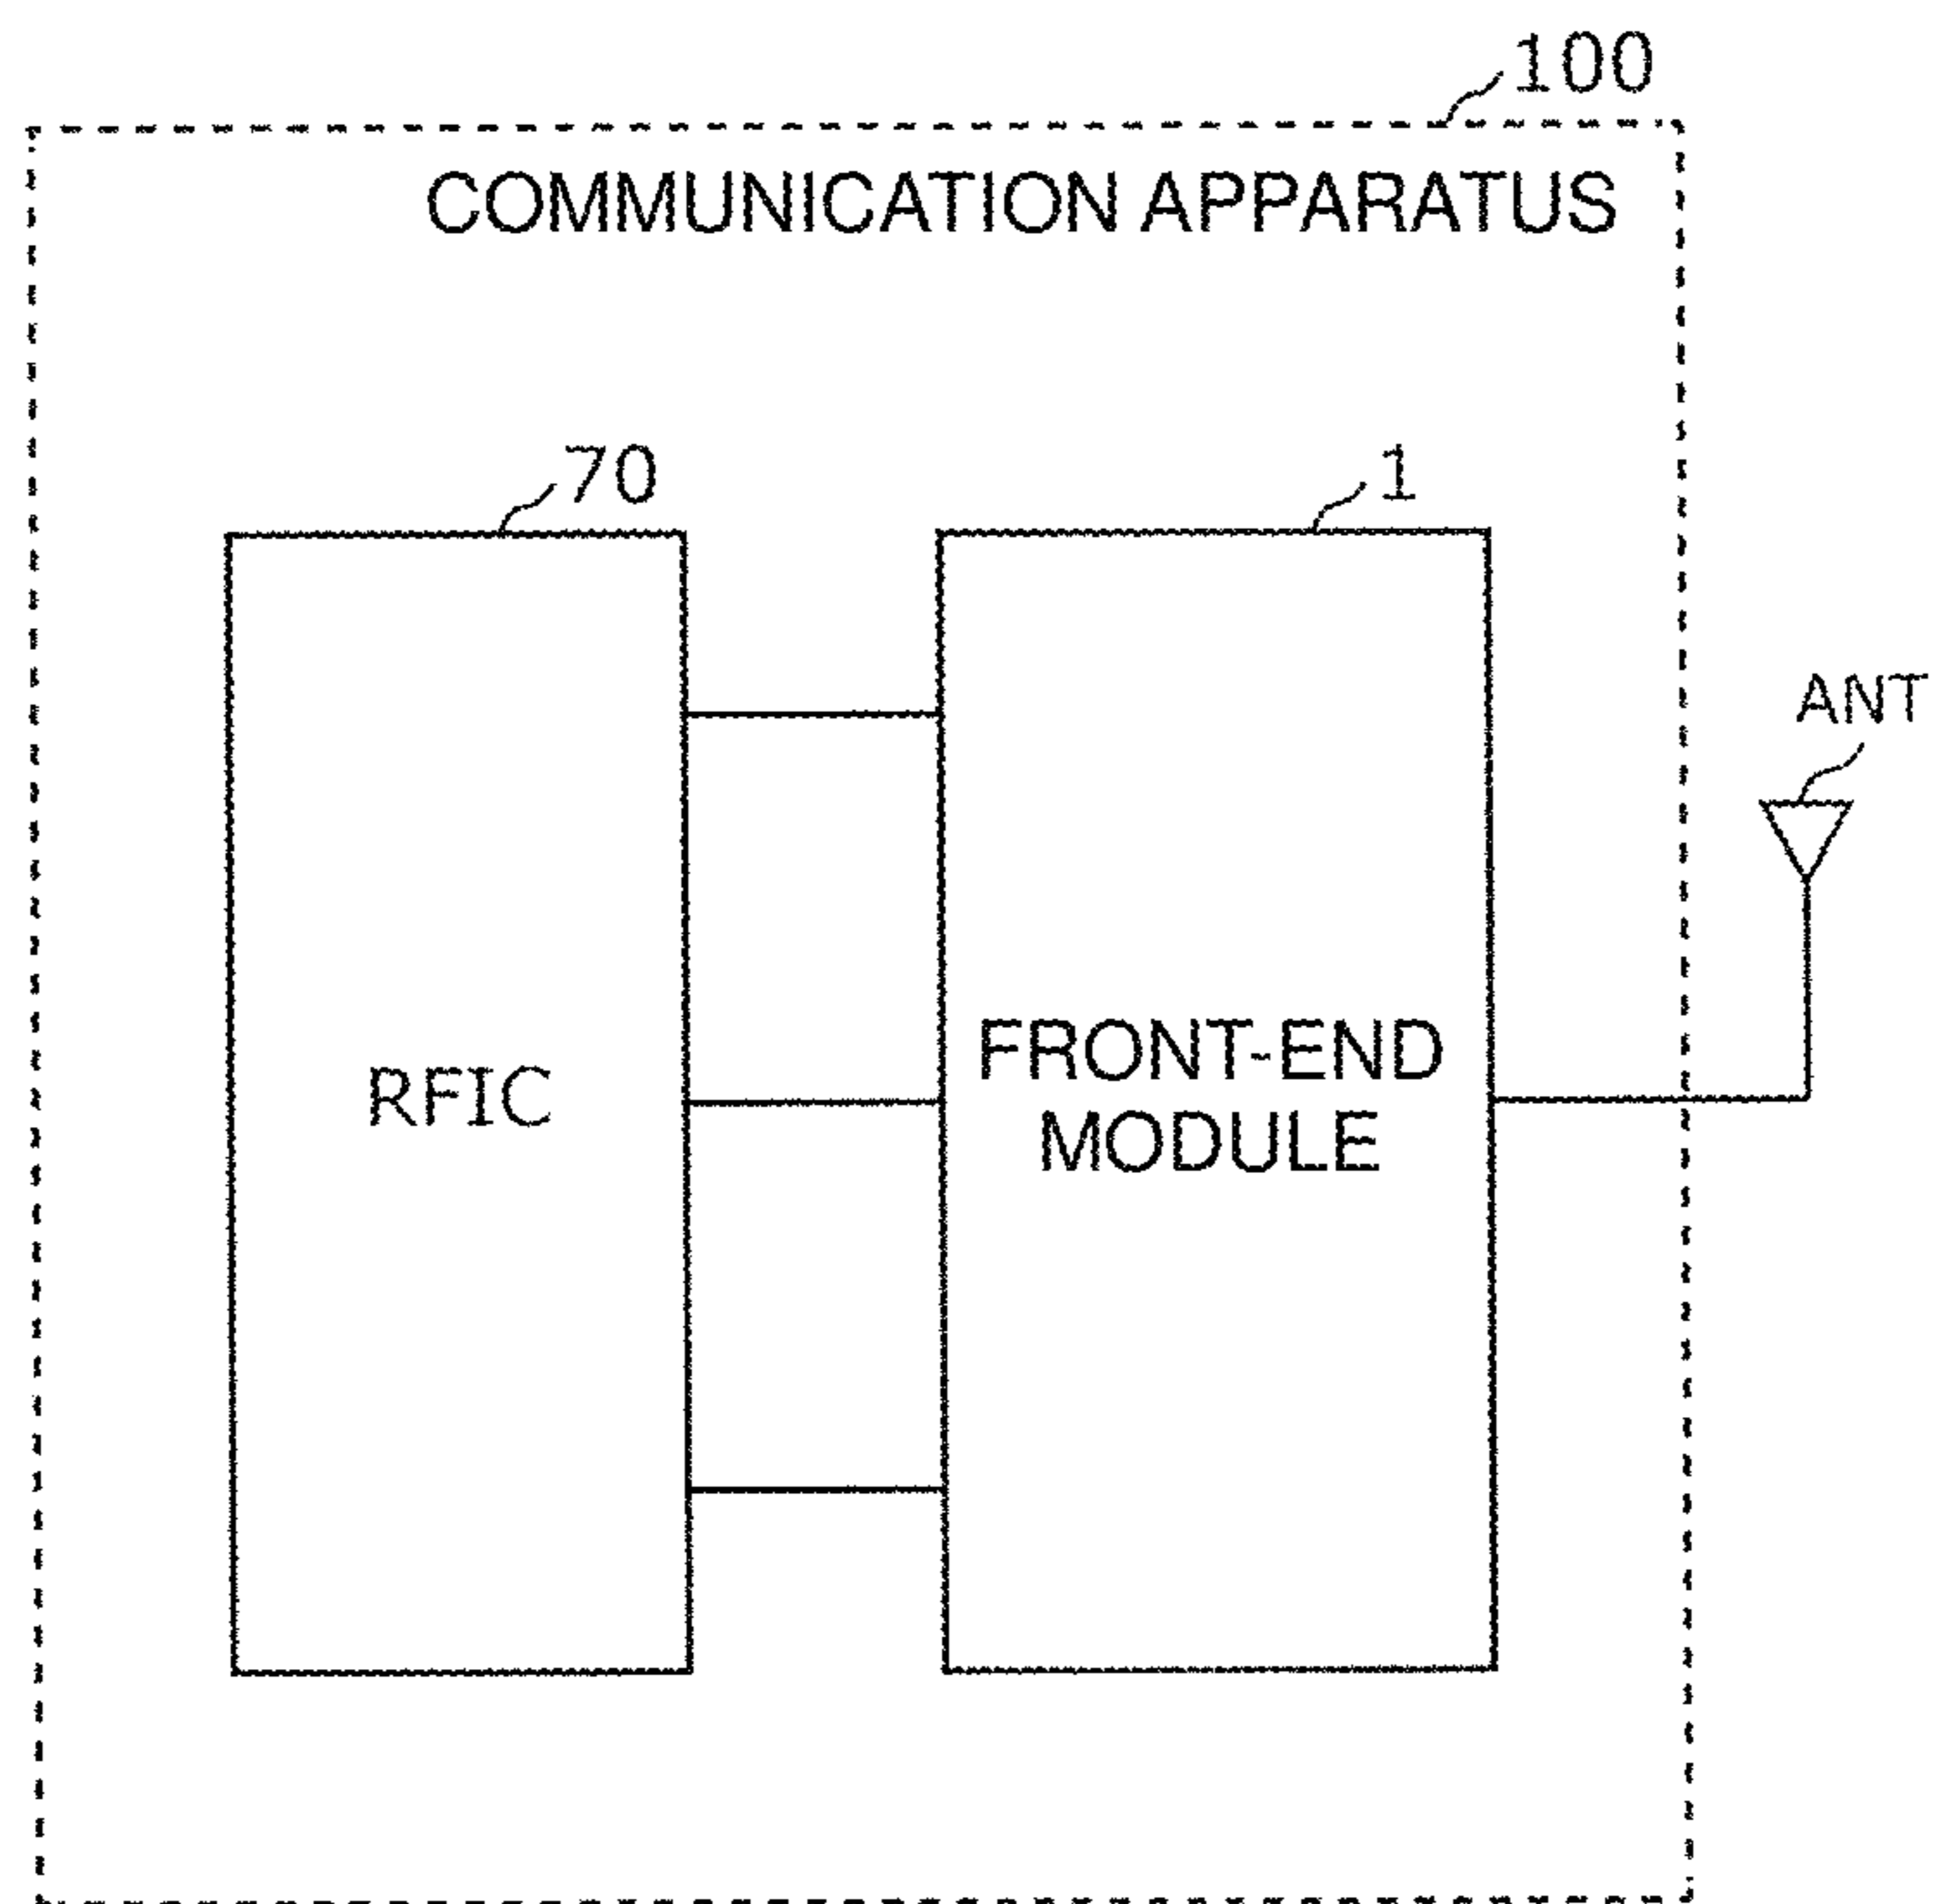 100
COMMUNICATION APPARATUS
70
1
ANT
RFIC
FRONT-END
MODULE